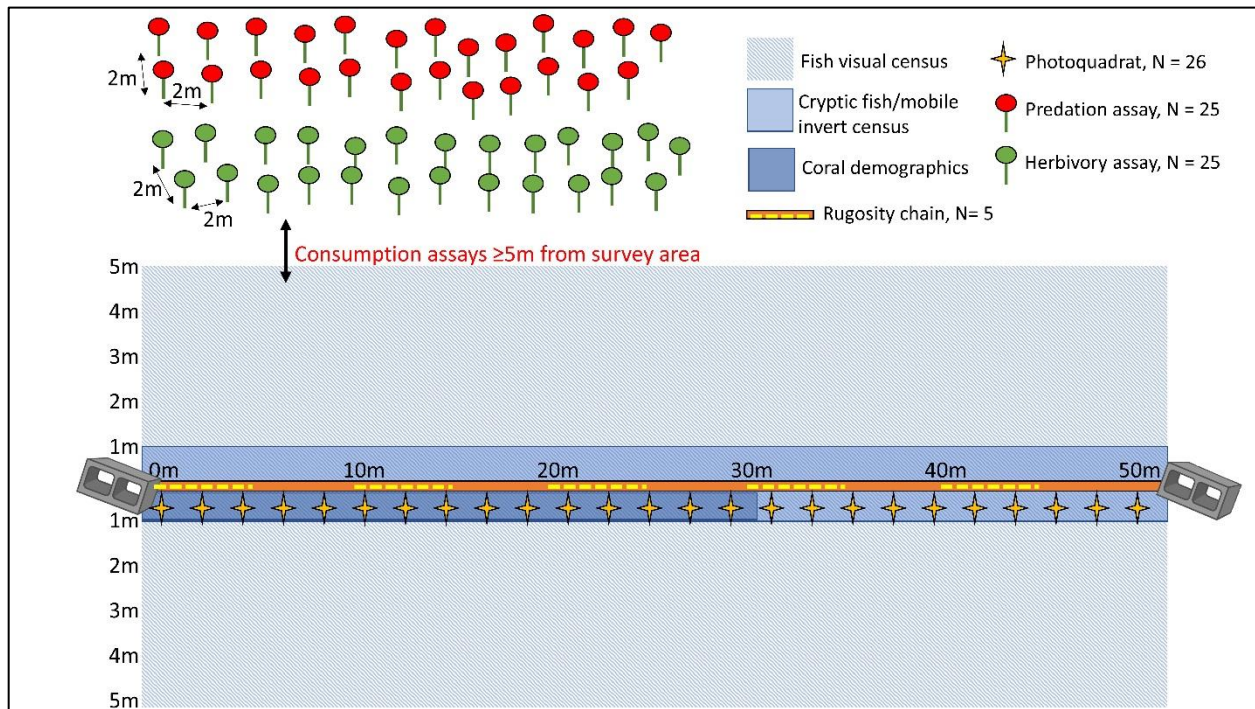 2m
2m
2m
2m
Fish visual census
Cryptic fish/mobile
invert census
Coral demographics
Rugosity chain, N= 5
Photoquadrat, N = 26
Predation assay, N = 25
Herbivory assay, N = 25
Consumption assays ≥5m from survey area
5m
4m
3m
2m
1m
0m 10m 20m 30m 40m 50m
1m
2m
3m
4m
5m